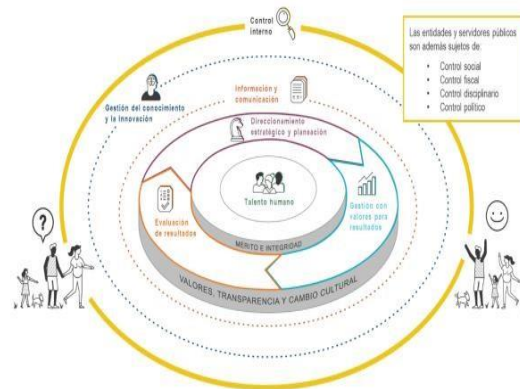 Control
interno
Las entidades y servidores públicos
son además sujetos de:
• Control social
• Control fiscal
• Control disciplinario
• Control político
Información y
comunicación
Gestión del conocimiento
y la Innovación
Direccionamiento
estratégico y planeación
Talento humano
Gestión con
valores para
resultados
Evaluación
de resultados
MÉRITO E INTEGRIDAD
VALORES, TRANSPARENCIA Y CAMBIO CULTURAL
?